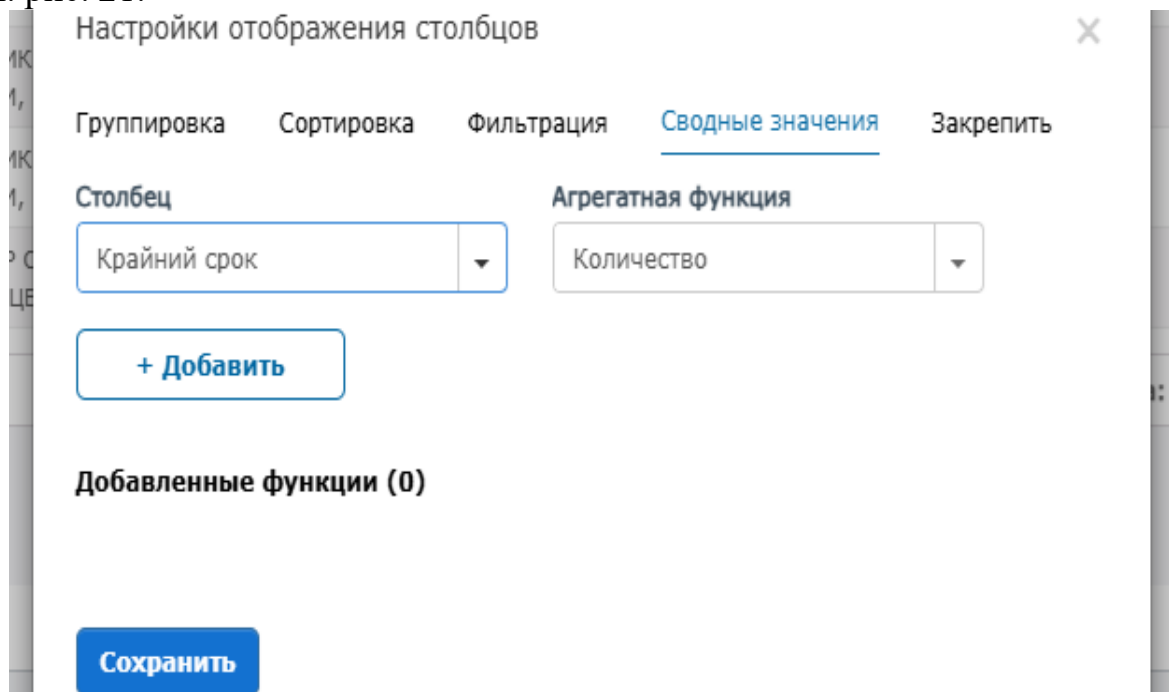 Настройки отображения столбцов
Группировка Сортировка Фильтрация Сводные значения Закрепить
Столбец Агрегатная функция
Крайний срок Количество
+ Добавить
Добавленные функции (0)
Сохранить